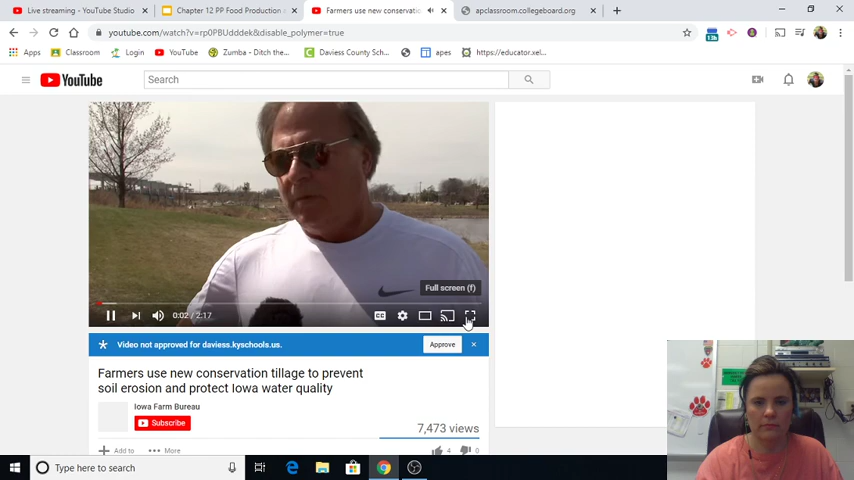 Live streaming - YouTube Studio
Chapter 12 PP Food Production a
Farmers use new conservatio
apclassroom.collegeboard.org
youtube.com/watch?v=rp0PBUdddek&disable_polymer=true
Apps
Classroom
Login
YouTube
Zumba - Ditch the...
Daviess County Sch...
apes
https://educator.xel...
YouTube
Search
Full screen (f)
0:02 / 2:17
CC
Video not approved for daviess.kyschools.us.
Approve
Farmers use new conservation tillage to prevent
soil erosion and protect Iowa water quality
Iowa Farm Bureau
Subscribe
7,473 views
Add to
More
4
0
Type here to search